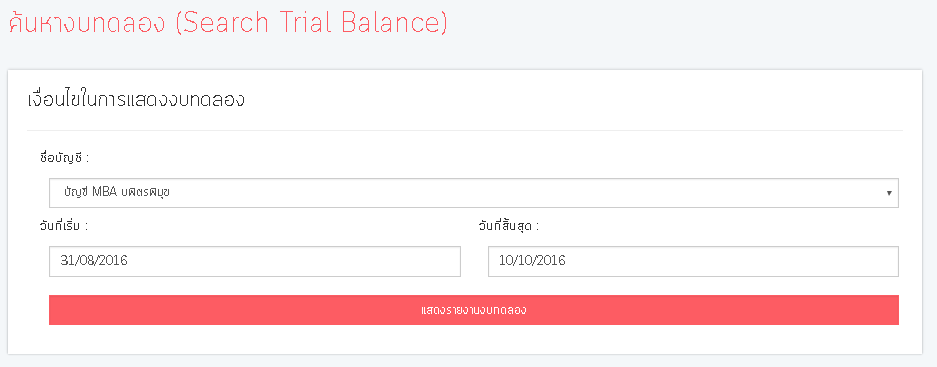 ค้นหางบทดลอง (Search Trial Balance)
เงื่อนไขในการแสดงงบทดลอง
ชื่อบัญชี :
บัญชี MBA บพิตรพิมุข
วันที่เริ่ม :
วันที่สิ้นสุด :
31/08/2016
10/10/2016
แสดงรายงานงบทดลอง